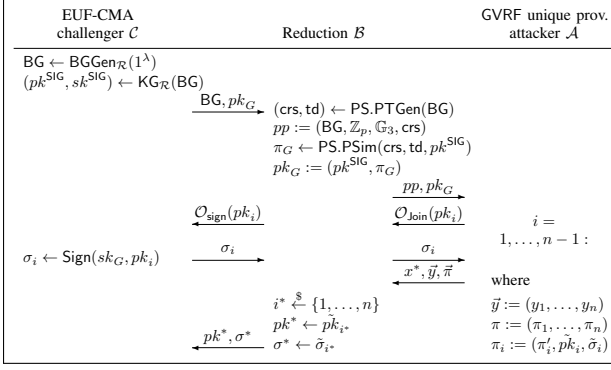 EUF-CMA challenger 𝒞 Reduction ℬ GVRF unique prov. attacker 𝒜
BG ← BGGen_ℛ(1^λ)
(pk^SIG, sk^SIG) ← KG_ℛ(BG)
BG, pk_G (crs, td) ← PS.PTGen(BG)
pp := (BG, ℤ_p, 𝔾_3, crs)
π_G ← PS.PSim(crs, td, pk^SIG)
pk_G := (pk^SIG, π_G)
pp, pk_G
𝒪_sign(pk_i) 𝒪_Join(pk_i) i =
1, …, n − 1 :
σ_i ← Sign(sk_G, pk_i) σ_i σ_i
x^*, y⃗, π⃗ where
i^* ←$ {1, …, n} y⃗ := (y_1, …, y_n)
pk^* ← p̃k_{i^*} π := (π_1, …, π_n)
pk^*, σ^* σ^* ← σ̃_{i^*} π_i := (π'_i, p̃k_i, σ̃_i)